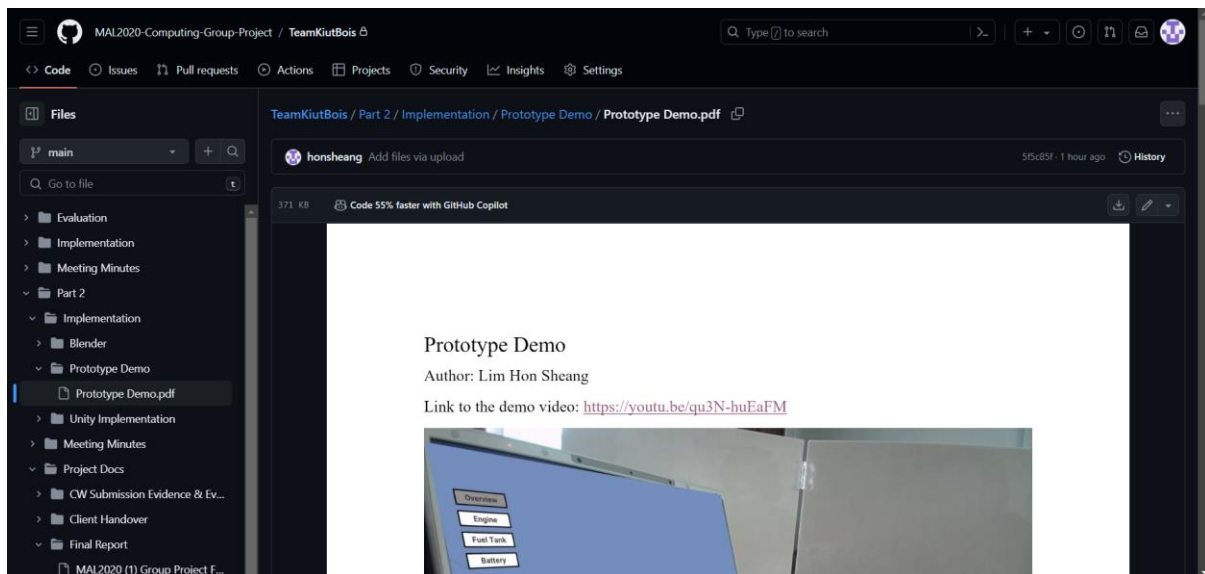 MAL2020-Computing-Group-Project / TeamKiutBois
Type / to search
Code Issues Pull requests Actions Projects Security Insights Settings
Files
TeamKiutBois / Part 2 / Implementation / Prototype Demo / Prototype Demo.pdf
main
honsheang Add files via upload 5f5c85f · 1 hour ago History
Go to file t
371 KB Code 55% faster with GitHub Copilot
Evaluation
Implementation
Meeting Minutes
Part 2
Implementation
Blender
Prototype Demo
Prototype Demo.pdf
Unity Implementation
Meeting Minutes
Project Docs
CW Submission Evidence & Ev...
Client Handover
Final Report
MAL2020 (1) Group Project F...
Prototype Demo
Author: Lim Hon Sheang
Link to the demo video: https://youtu.be/qu3N-huEaFM
Overview
Engine
Fuel Tank
Battery